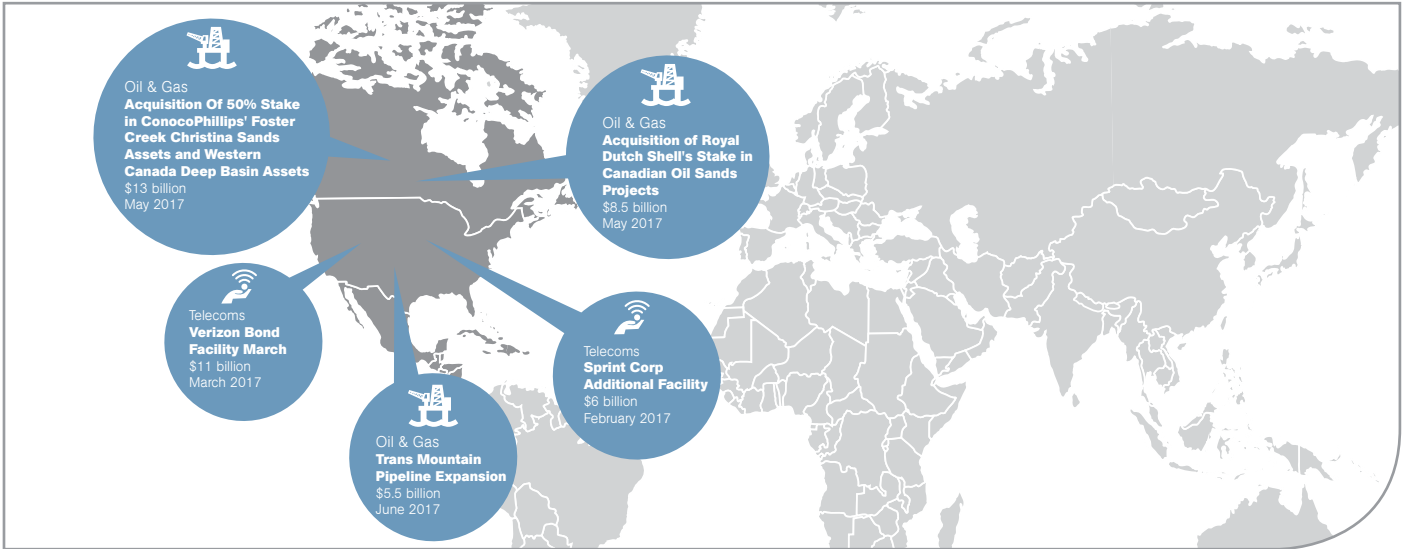 Oil & Gas
Acquisition Of 50% Stake
in ConocoPhillips' Foster
Creek Christina Sands
Assets and Western
Canada Deep Basin Assets
$13 billion
May 2017
Oil & Gas
Acquisition of Royal
Dutch Shell's Stake in
Canadian Oil Sands
Projects
$8.5 billion
May 2017
Telecoms
Verizon Bond
Facility March
$11 billion
March 2017
Telecoms
Sprint Corp
Additional Facility
$6 billion
February 2017
Oil & Gas
Trans Mountain
Pipeline Expansion
$5.5 billion
June 2017